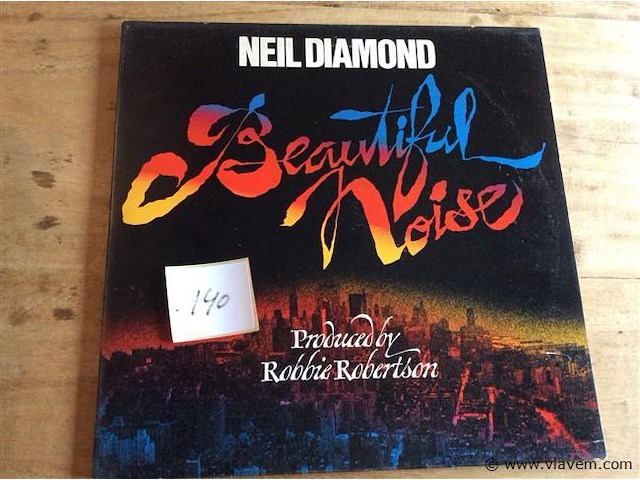 NEIL DIAMOND
Beautiful
Noise
.140
Produced by
Robbie Robertson
© www.vlavem.com